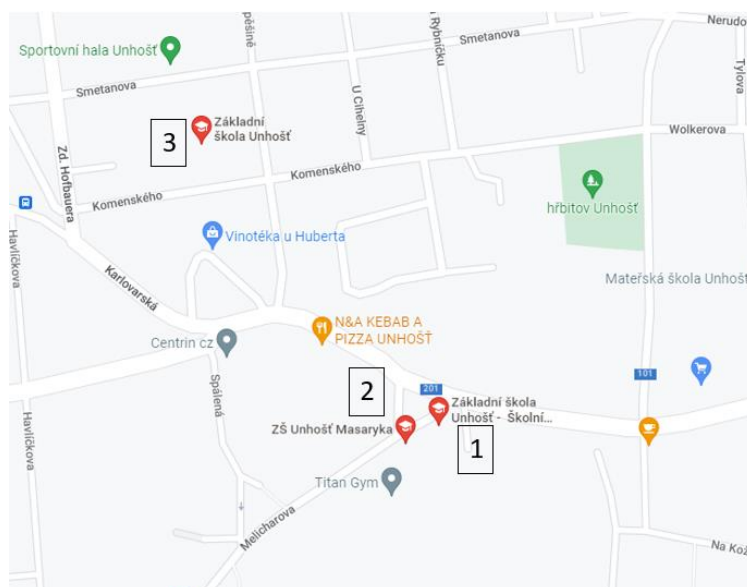 Sportovní hala Unhošť
Smetanova
pěšině
Rybníčku
Smetanova
Nerudo
Tylova
3
Základní
škola Unhošť
U Cihelny
Zd. Hofbauera
Wolkerova
Komenského
Komenského
hřbitov Unhošť
Havlíčkova
Vinotéka u Huberta
Karlovarská
Mateřská škola Unhošť
N&A KEBAB A
PIZZA UNHOŠŤ
Centrin cz
Spálená
2
201
101
Základní škola
Unhošť - Školní...
ZŠ Unhošť Masaryka
1
Havlíčkova
Titan Gym
Melicharova
Na Kož